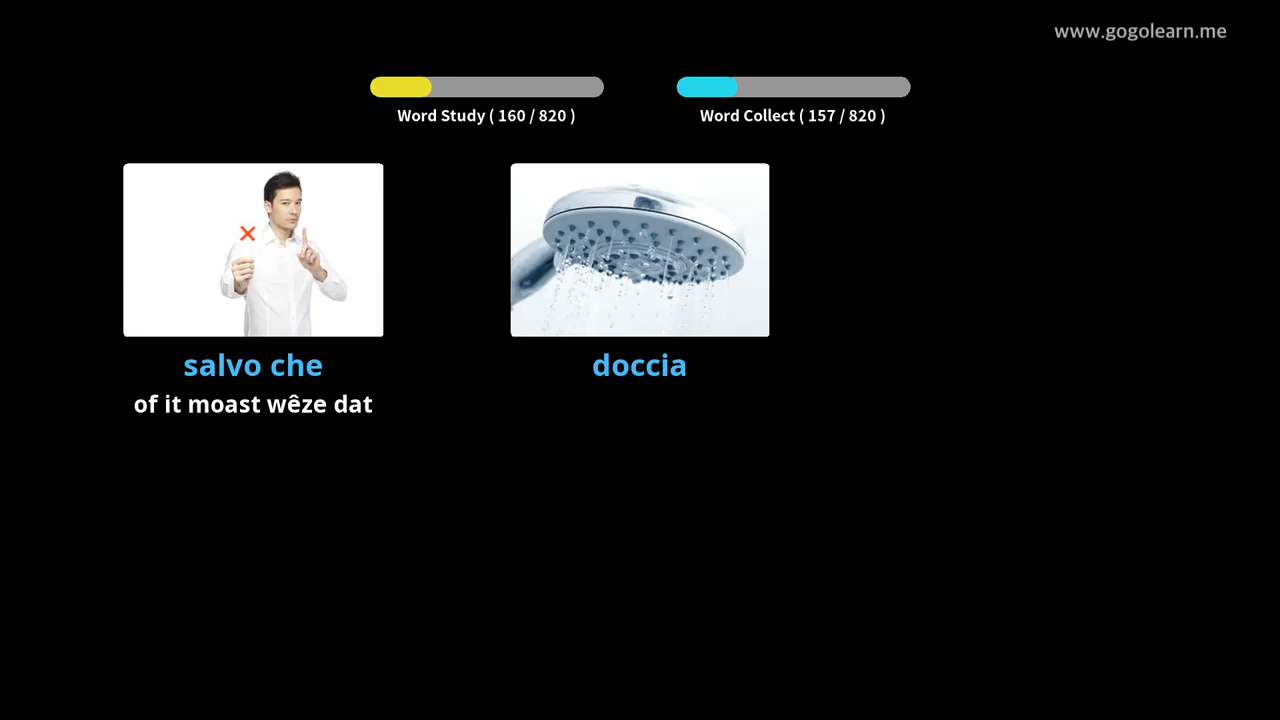 www.gogolearn.me
Word Study ( 160 / 820 )
Word Collect ( 157 / 820 )
salvo che
of it moast wêze dat
doccia